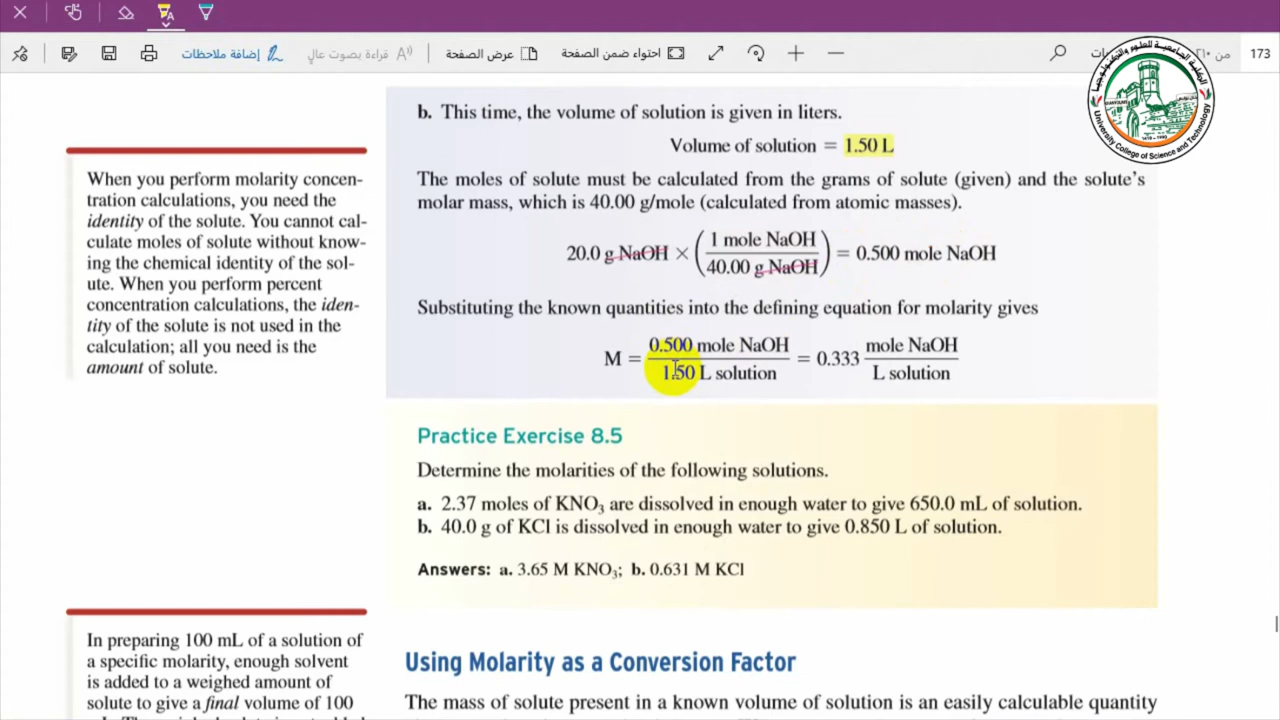 إضافة ملاحظات
قراءة بصوت عالٍ
عرض الصفحة
احتواء ضمن الصفحة
من
173
الكلية الجامعية للعلوم والتكنولوجيا
University College of Science and Technology
b. This time, the volume of solution is given in liters.
Volume of solution = 1.50 L
The moles of solute must be calculated from the grams of solute (given) and the solute's
molar mass, which is 40.00 g/mole (calculated from atomic masses).
20.0 g NaOH × (1 mole NaOH / 40.00 g NaOH) = 0.500 mole NaOH
Substituting the known quantities into the defining equation for molarity gives
M = 0.500 mole NaOH / 1.50 L solution = 0.333 mole NaOH / L solution
When you perform molarity concen-
tration calculations, you need the
identity of the solute. You cannot cal-
culate moles of solute without know-
ing the chemical identity of the sol-
ute. When you perform percent
concentration calculations, the iden-
tity of the solute is not used in the
calculation; all you need is the
amount of solute.
Practice Exercise 8.5
Determine the molarities of the following solutions.
a. 2.37 moles of KNO₃ are dissolved in enough water to give 650.0 mL of solution.
b. 40.0 g of KCl is dissolved in enough water to give 0.850 L of solution.
Answers: a. 3.65 M KNO₃; b. 0.631 M KCl
In preparing 100 mL of a solution of
a specific molarity, enough solvent
is added to a weighed amount of
solute to give a final volume of 100
Using Molarity as a Conversion Factor
The mass of solute present in a known volume of solution is an easily calculable quantity